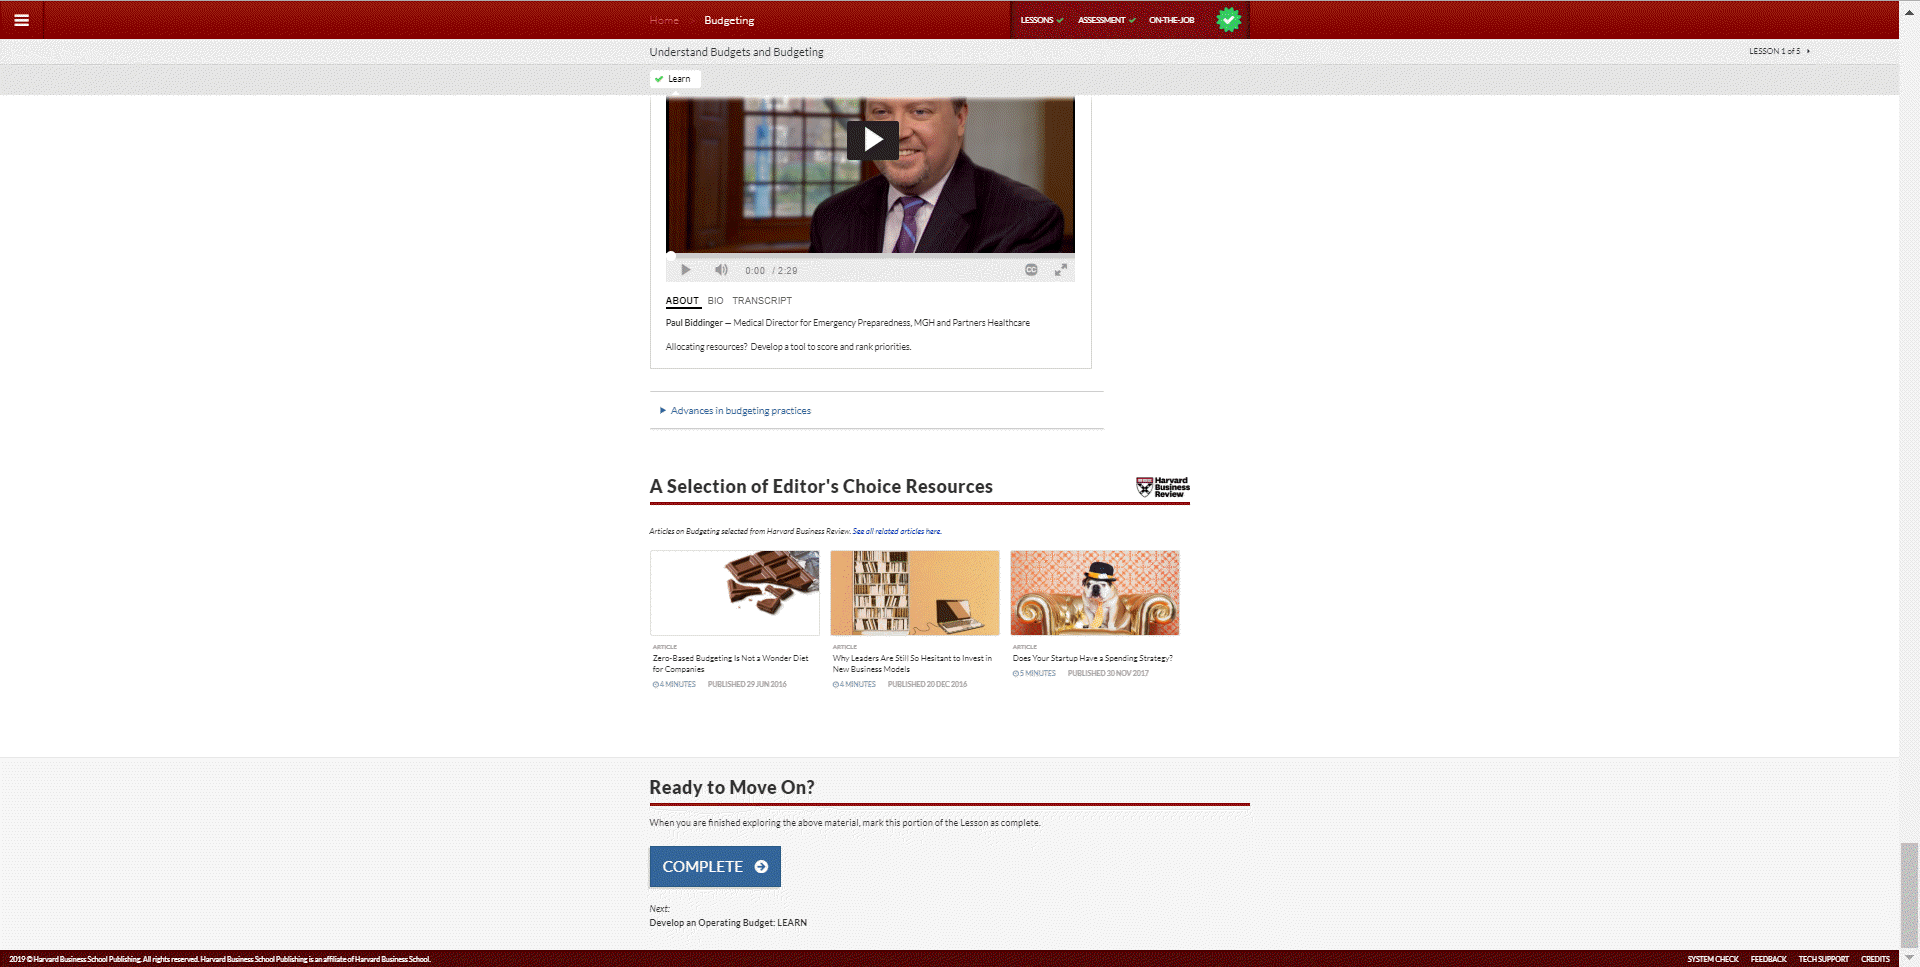 Home
Budgeting
LESSONS
ASSESSMENT
ON-THE-JOB
Understand Budgets and Budgeting
LESSON 1 of 5
Learn
0:00 / 2:29
CC
ABOUT BIO TRANSCRIPT
Paul Biddinger – Medical Director for Emergency Preparedness, MGH and Partners Healthcare
Allocating resources? Develop a tool to score and rank priorities.
Advances in budgeting practices
A Selection of Editor's Choice Resources
Harvard
Business
Review
Articles on Budgeting selected from Harvard Business Review. See all related articles here.
ARTICLE
Zero-Based Budgeting Is Not a Wonder Diet
for Companies
4 MINUTES PUBLISHED 29 JUN 2016
ARTICLE
Why Leaders Are Still So Hesitant to Invest in
New Business Models
4 MINUTES PUBLISHED 20 DEC 2016
ARTICLE
Does Your Startup Have a Spending Strategy?
5 MINUTES PUBLISHED 30 NOV 2017
Ready to Move On?
When you are finished exploring the above material, mark this portion of the Lesson as complete.
COMPLETE
Next:
Develop an Operating Budget: LEARN
2019 © Harvard Business School Publishing. All rights reserved. Harvard Business School Publishing is an affiliate of Harvard Business School.
SYSTEM CHECK FEEDBACK TECH SUPPORT CREDITS